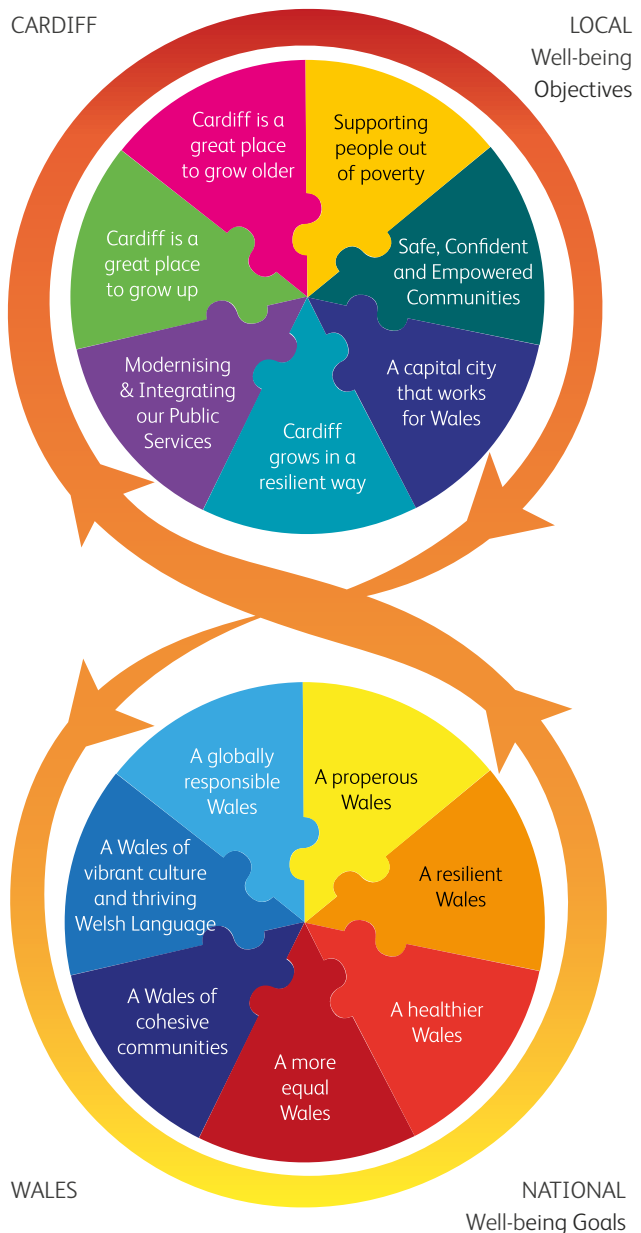 CARDIFF
LOCAL
Well-being
Objectives
Cardiff is a
great place
to grow older
Supporting
people out
of poverty
Safe, Confident
and Empowered
Communities
A capital city
that works
for Wales
Cardiff
grows in a
resilient way
Modernising
& Integrating
our Public
Services
Cardiff is a
great place
to grow up
A globally
responsible
Wales
A properous
Wales
A resilient
Wales
A healthier
Wales
A more
equal
Wales
A Wales of
cohesive
communities
A Wales of
vibrant culture
and thriving
Welsh Language
WALES
NATIONAL
Well-being Goals